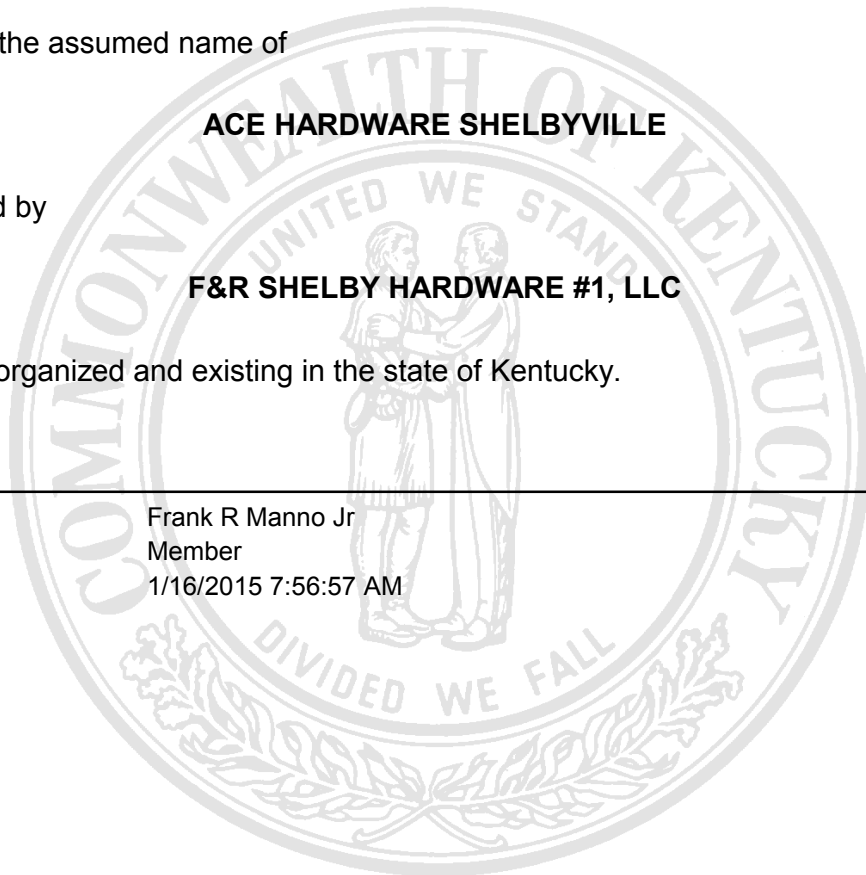 the assumed name of
ACE HARDWARE SHELBYVILLE
d by
F&R SHELBY HARDWARE #1, LLC
organized and existing in the state of Kentucky.
Frank R Manno Jr
Member
1/16/2015 7:56:57 AM
COMMONWEALTH OF KENTUCKY
UNITED WE STAND
DIVIDED WE FALL